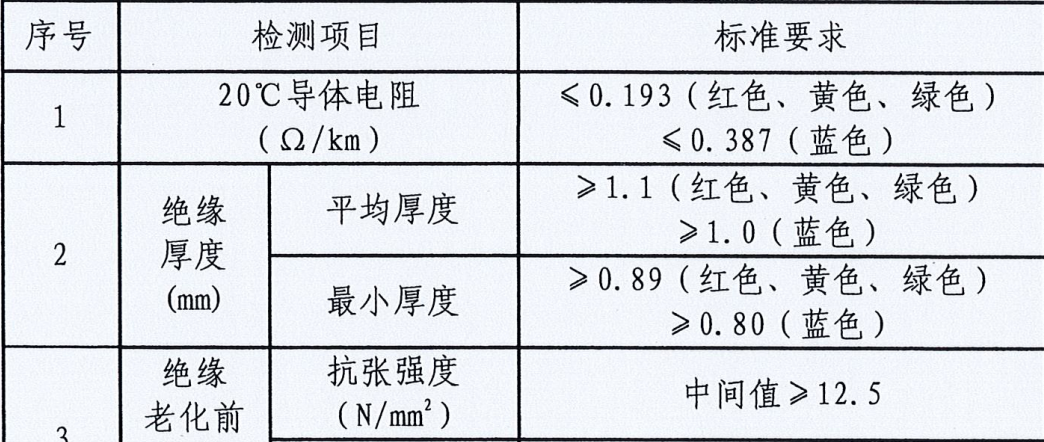 序号 检测项目 标准要求
1 20℃导体电阻 ≤0.193(红色、黄色、绿色)
(Ω/km) ≤0.387(蓝色)
2 绝缘 平均厚度 ≥1.1(红色、黄色、绿色)
厚度 ≥1.0(蓝色)
(mm) 最小厚度 ≥0.89(红色、黄色、绿色)
≥0.80(蓝色)
3 绝缘 抗张强度 中间值≥12.5
老化前 (N/mm²)